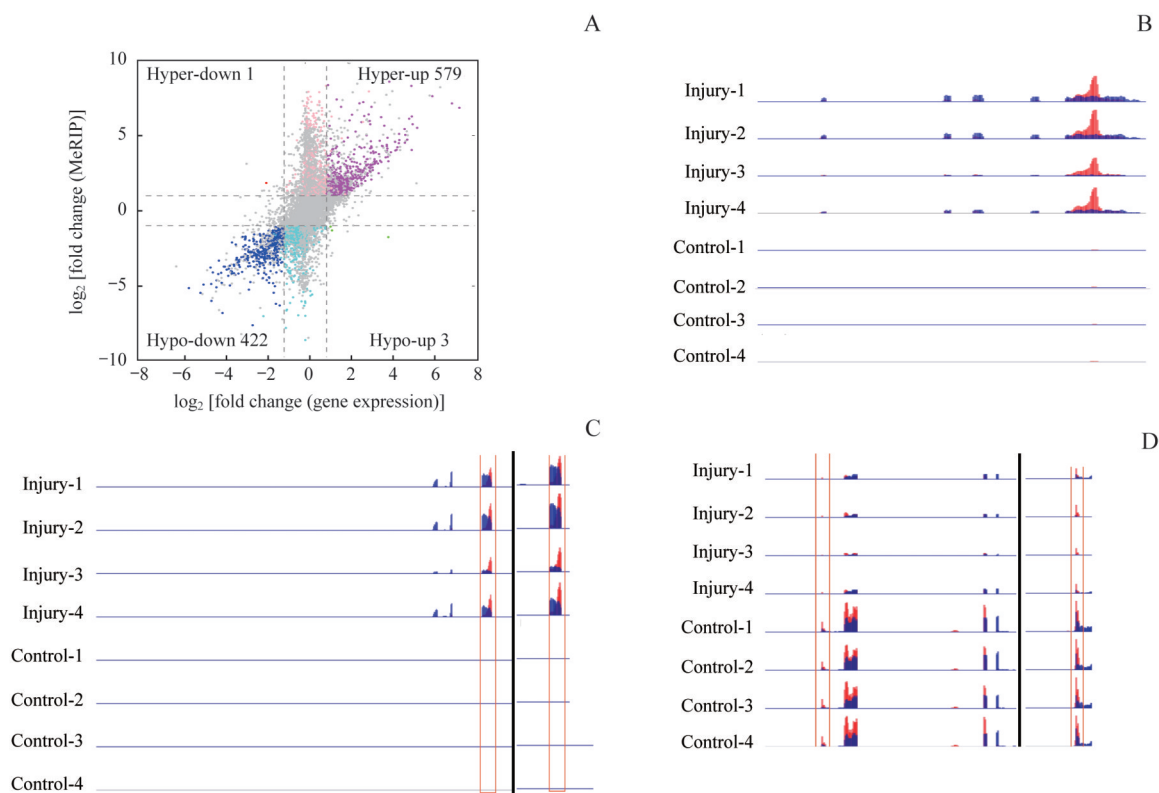 A
10
Hyper-down 1
Hyper-up 579
5
0
−5
−10
log2 [fold change (MeRIP)]
Hypo-down 422
Hypo-up 3
−8
−6
−4
−2
0
2
4
6
8
log2 [fold change (gene expression)]
B
Injury-1
Injury-2
Injury-3
Injury-4
Control-1
Control-2
Control-3
Control-4
C
Injury-1
Injury-2
Injury-3
Injury-4
Control-1
Control-2
Control-3
Control-4
D
Injury-1
Injury-2
Injury-3
Injury-4
Control-1
Control-2
Control-3
Control-4